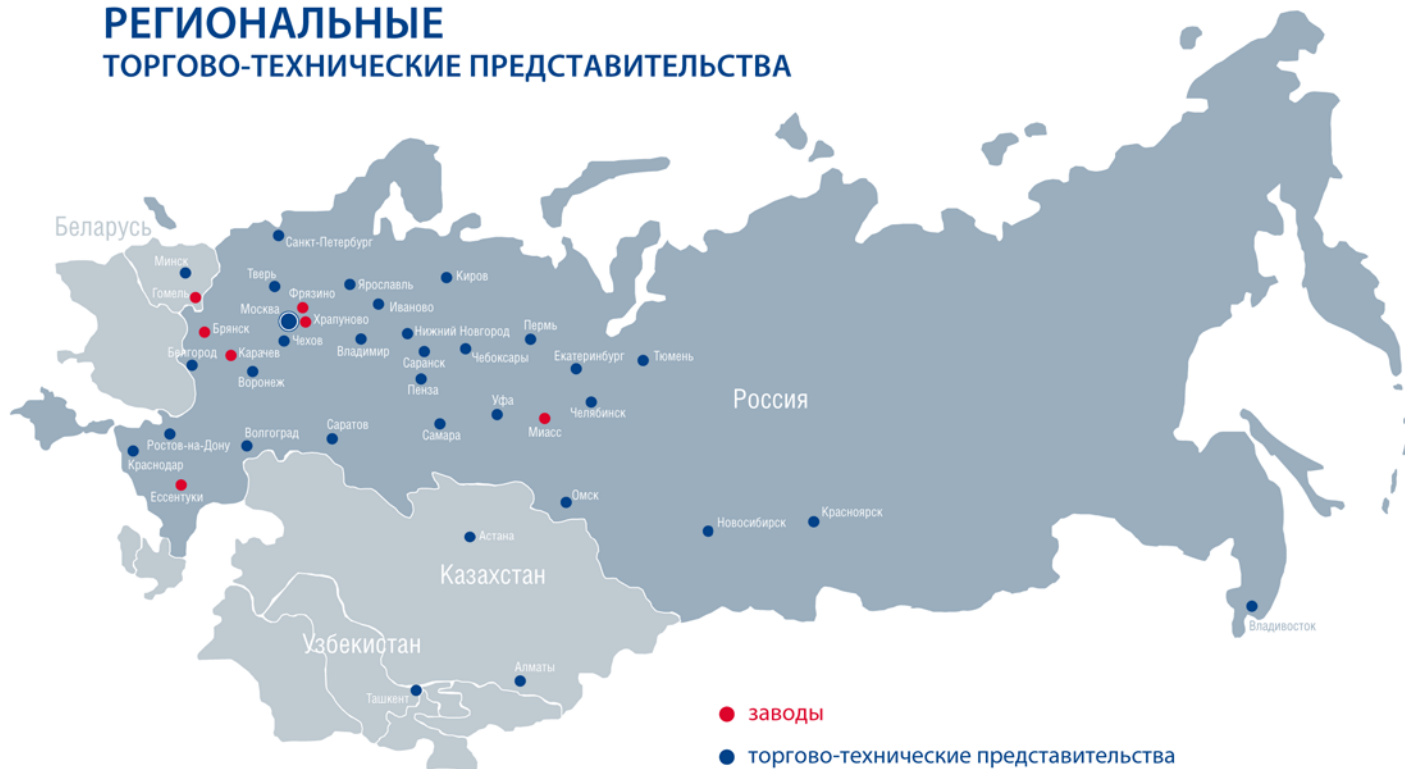 РЕГИОНАЛЬНЫЕ
ТОРГОВО-ТЕХНИЧЕСКИЕ ПРЕДСТАВИТЕЛЬСТВА
Беларусь
Санкт-Петербург
Минск
Тверь
Ярославль
Киров
Гомель
Фрязино
Иваново
Москва
Храпуново
Брянск
Нижний Новгород
Пермь
Чехов
Владимир
Белгород
Карачев
Саранск
Чебоксары
Екатеринбург
Тюмень
Воронеж
Пенза
Россия
Уфа
Челябинск
Саратов
Волгоград
Самара
Миасс
Ростов-на-Дону
Краснодар
Ессентуки
Омск
Красноярск
Новосибирск
Астана
Казахстан
Владивосток
Узбекистан
Алматы
Ташкент
заводы
торгово-технические представительства